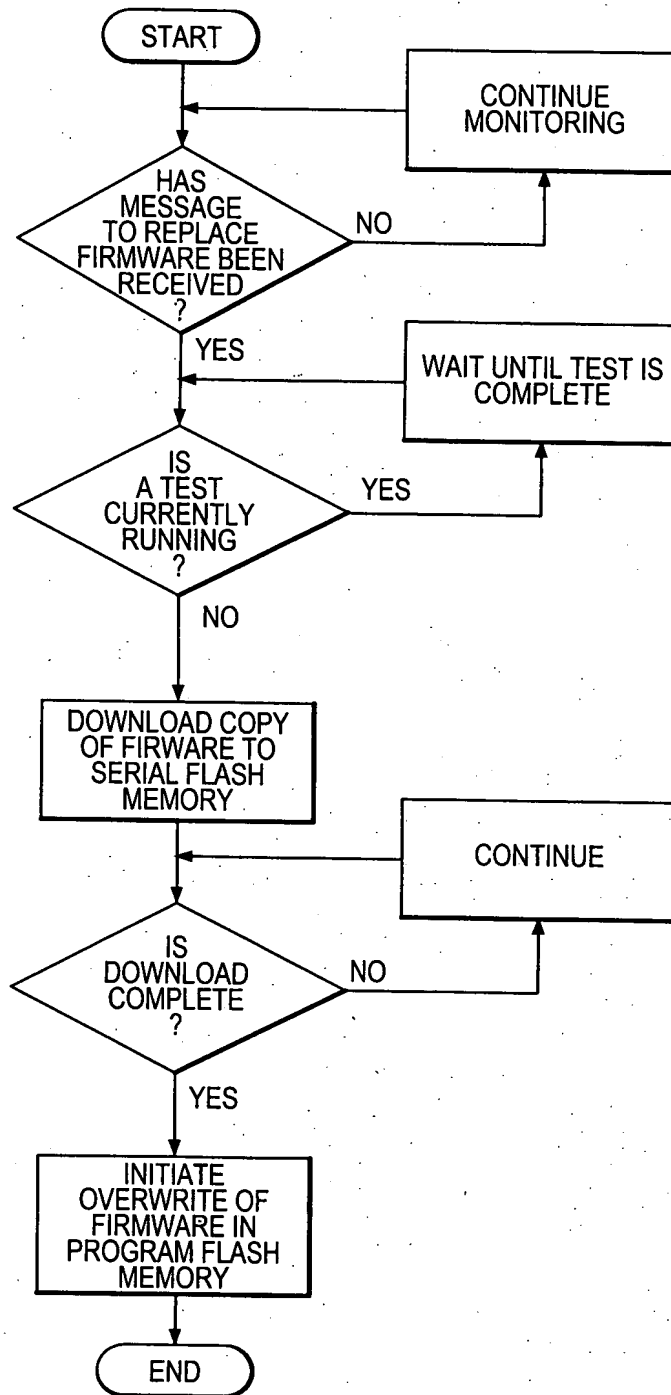 START
CONTINUE
MONITORING
HAS
MESSAGE
TO REPLACE
FIRMWARE BEEN
RECEIVED
?
NO
YES
WAIT UNTIL TEST IS
COMPLETE
IS
A TEST
CURRENTLY
RUNNING
?
YES
NO
DOWNLOAD COPY
OF FIRWARE TO
SERIAL FLASH
MEMORY
CONTINUE
IS
DOWNLOAD
COMPLETE
?
NO
YES
INITIATE
OVERWRITE OF
FIRMWARE IN
PROGRAM FLASH
MEMORY
END